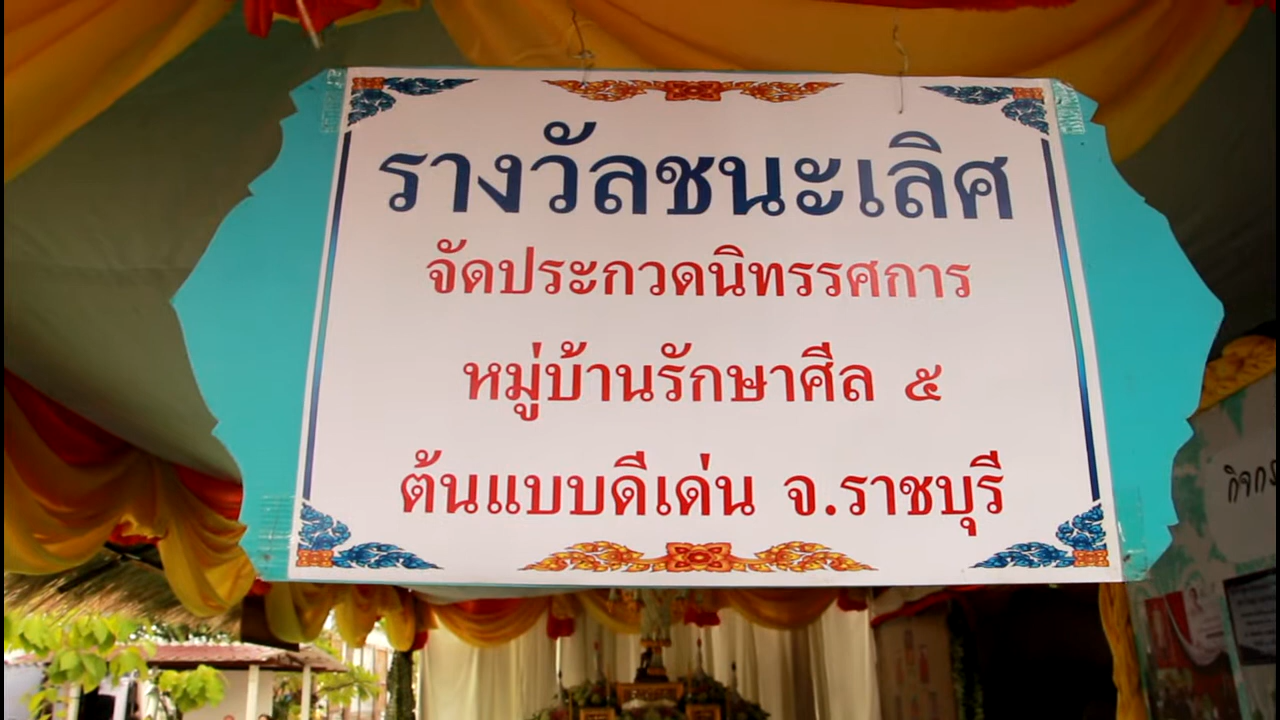 รางวัลชนะเลิศ
จัดประกวดนิทรรศการ
หมู่บ้านรักษาศีล ๕
ต้นแบบดีเด่น จ.ราชบุรี